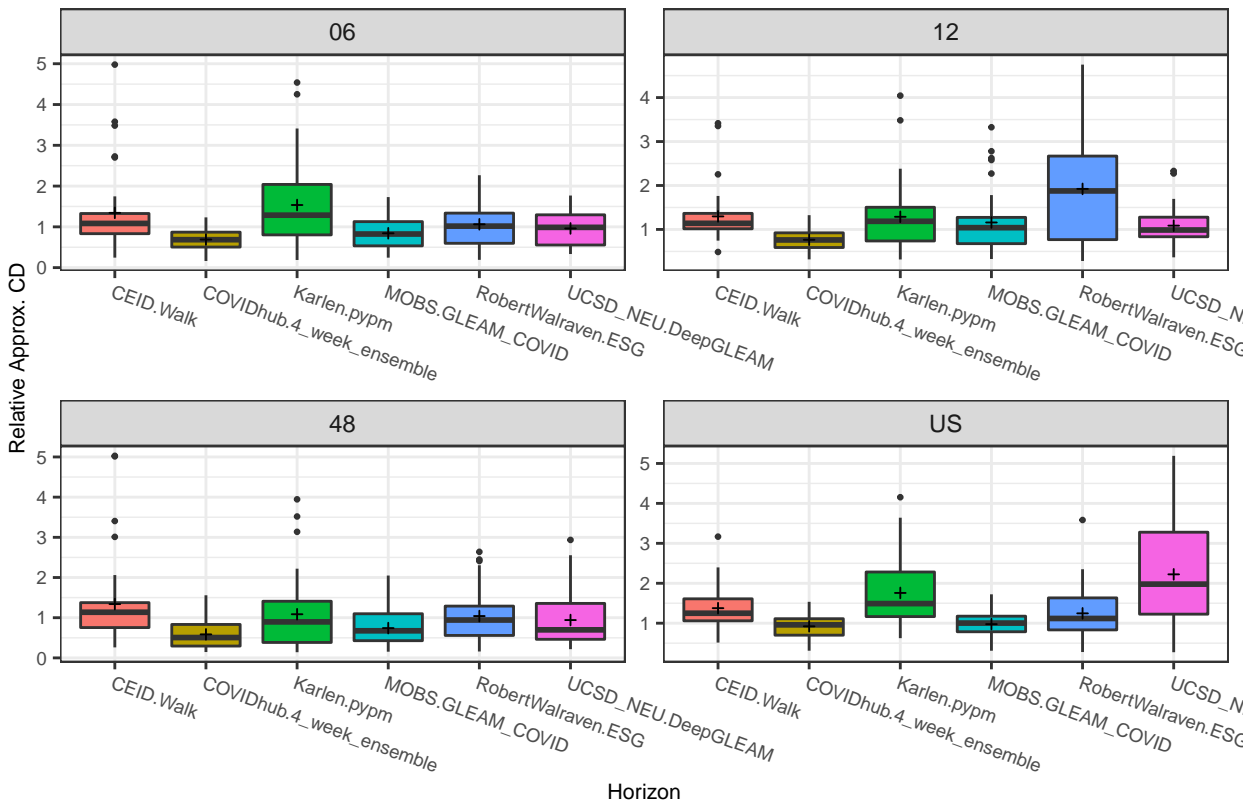 06
12
5
4
3
2
1
0
4
3
2
1
CEID.Walk
COVIDhub.4_week_ensemble
Karlen.pypm
MOBS.GLEAM_COVID
RobertWalraven.ESG
UCSD_NEU.DeepGLEAM
CEID.Walk
COVIDhub.4_week_ensemble
Karlen.pypm
MOBS.GLEAM_COVID
RobertWalraven.ESG
UCSD_NE
Relative Approx. CD
48
US
5
4
3
2
1
0
5
4
3
2
1
CEID.Walk
COVIDhub.4_week_ensemble
Karlen.pypm
MOBS.GLEAM_COVID
RobertWalraven.ESG
UCSD_NEU.DeepGLEAM
CEID.Walk
COVIDhub.4_week_ensemble
Karlen.pypm
MOBS.GLEAM_COVID
RobertWalraven.ESG
UCSD_NE
Horizon